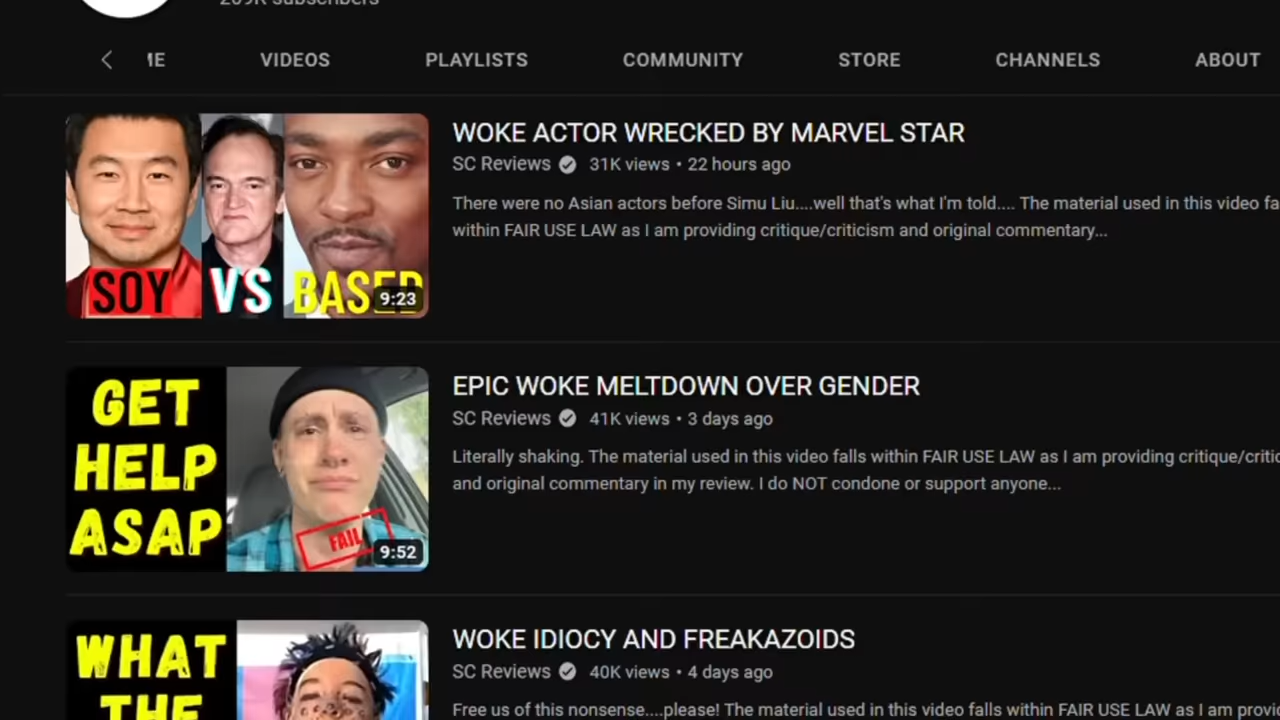 209K subscribers
ME
VIDEOS
PLAYLISTS
COMMUNITY
STORE
CHANNELS
ABOUT
WOKE ACTOR WRECKED BY MARVEL STAR
SC Reviews 31K views • 22 hours ago
There were no Asian actors before Simu Liu....well that's what I'm told.... The material used in this video fa
within FAIR USE LAW as I am providing critique/criticism and original commentary...
SOY VS BASED
9:23
EPIC WOKE MELTDOWN OVER GENDER
SC Reviews 41K views • 3 days ago
Literally shaking. The material used in this video falls within FAIR USE LAW as I am providing critique/critic
and original commentary in my review. I do NOT condone or support anyone...
GET
HELP
ASAP
FAIL
9:52
WOKE IDIOCY AND FREAKAZOIDS
SC Reviews 40K views • 4 days ago
Free us of this nonsense....please! The material used in this video falls within FAIR USE LAW as I am provi
WHAT
THE